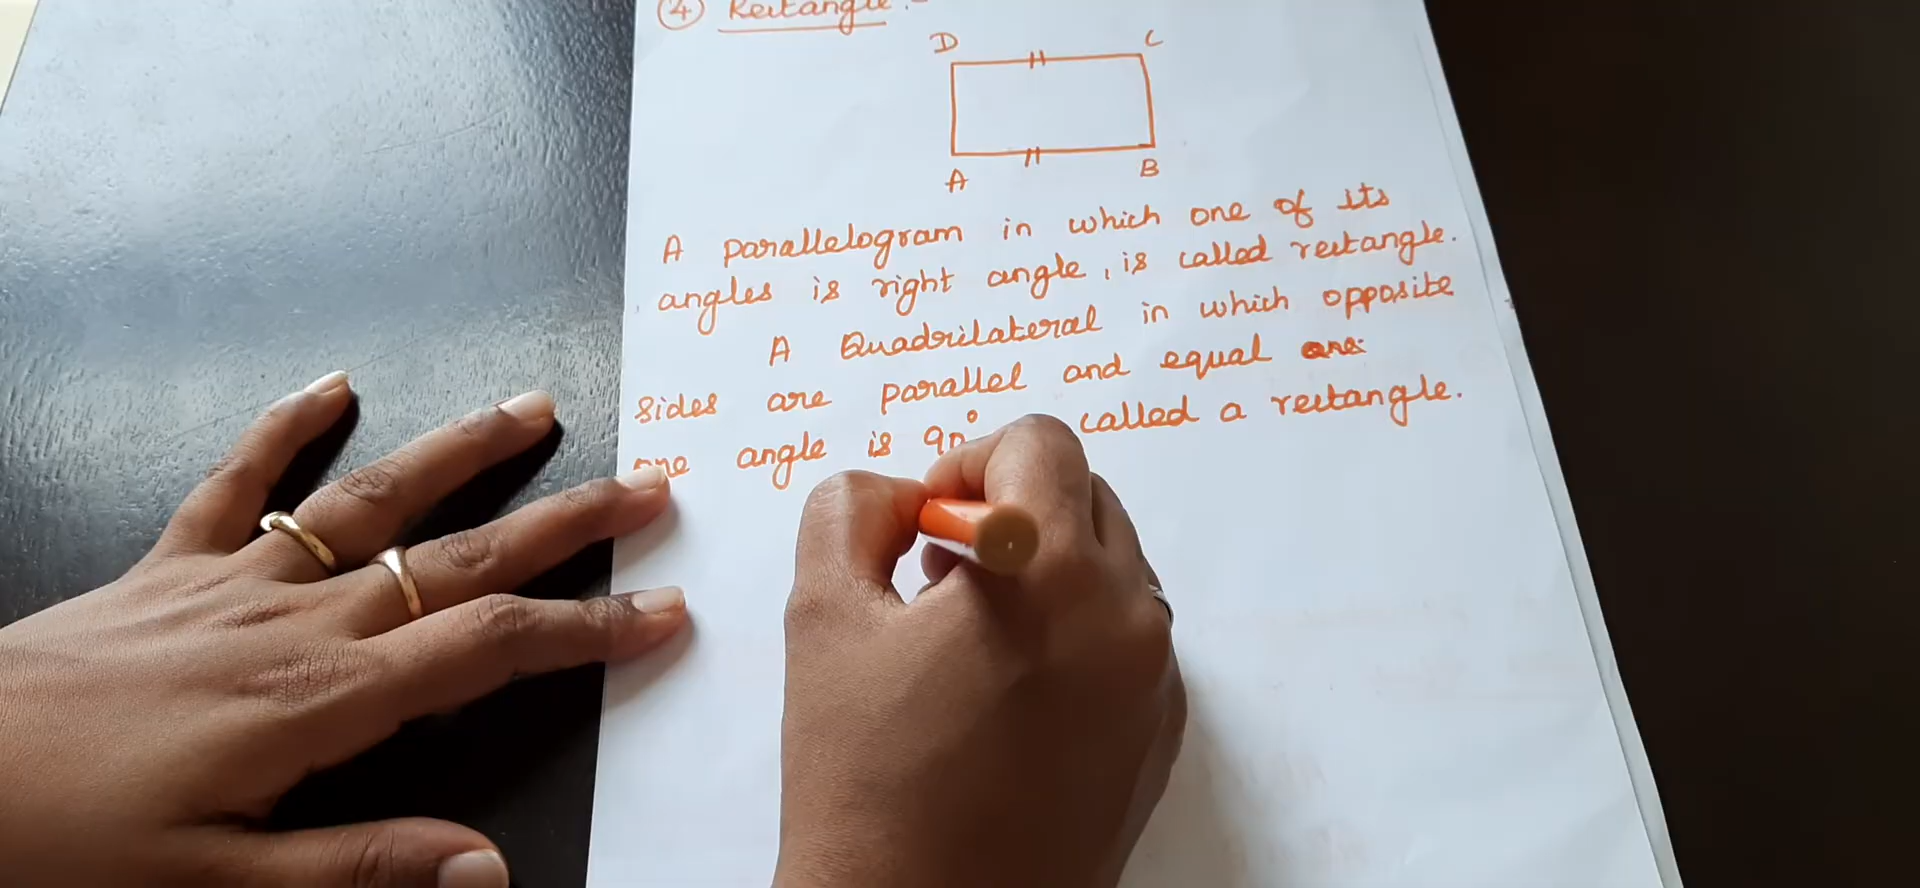 4 Rectangle :-
D C
A B
A parallelogram in which one of its
angles is right angle, is called rectangle.
A Quadrilateral in which opposite
sides are parallel and equal
one angle is 90° called a rectangle.